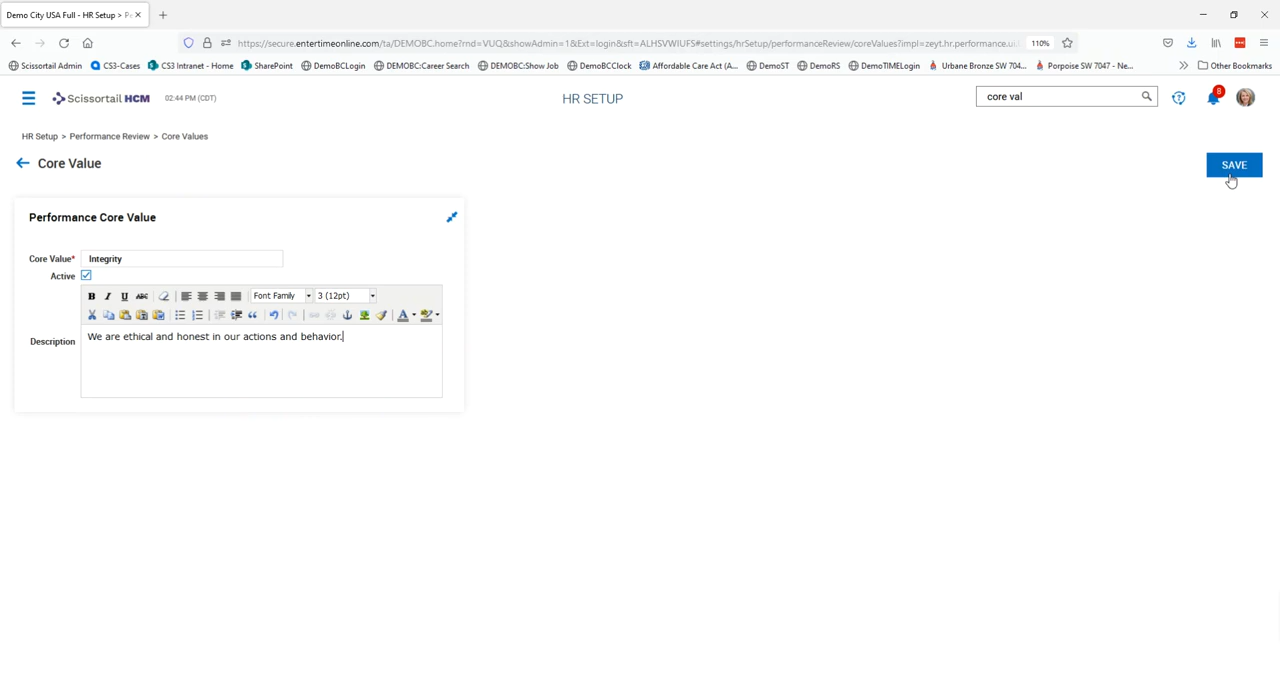 Demo City USA Full - HR Setup > P
https://secure.entertimeonline.com/ta/DEMOBC.home?rnd=VUQ&showAdmin=1&Ext=login&sft=ALHSVWIUFS#settings/hrSetup/performanceReview/coreValues?impl=zeyt.hr.performance.ui. 110%
Scissortail Admin CS3-Cases CS3 Intranet - Home SharePoint DemoBCLogin DEMOBC:Career Search DEMOBC:Show Job DemoBCClock Affordable Care Act (A... DemoST DemoRS DemoTIMELogin Urbane Bronze SW 704... Porpoise SW 7047 - Ne... Other Bookmarks
Scissortail HCM 02:44 PM (CDT) HR SETUP core val 8
HR Setup > Performance Review > Core Values
Core Value SAVE
Performance Core Value
Core Value* Integrity
Active
B I U ABC Font Family 3 (12pt)
Description We are ethical and honest in our actions and behavior.